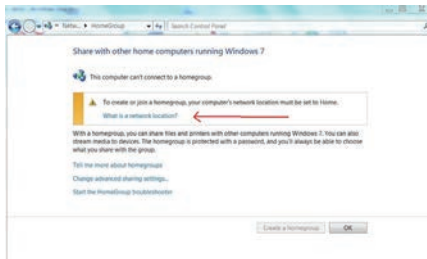 Netw... ▸ HomeGroup
Search Control Panel
Share with other home computers running Windows 7
This computer can't connect to a homegroup.
To create or join a homegroup, your computer's network location must be set to Home.
What is a network location?
With a homegroup, you can share files and printers with other computers running Windows 7. You can also
stream media to devices. The homegroup is protected with a password, and you'll always be able to choose
what you share with the group.
Tell me more about homegroups
Change advanced sharing settings...
Start the HomeGroup troubleshooter
Create a homegroup
OK